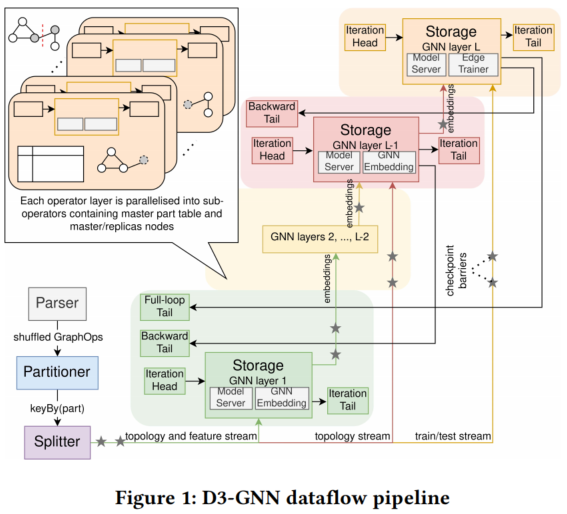 Each operator layer is parallelised into sub-
operators containing master part table and
master/replicas nodes
Iteration
Head
Storage
GNN layer L
Model
Server
Edge
Trainer
Iteration
Tail
embeddings
Backward
Tail
Iteration
Head
Storage
GNN layer L-1
Model
Server
GNN
Embedding
Iteration
Tail
embeddings
GNN layers 2, ..., L-2
embeddings
checkpoint
barriers
Full-loop
Tail
Backward
Tail
Iteration
Head
Storage
GNN layer 1
Model
Server
GNN
Embedding
Iteration
Tail
Parser
shuffled GraphOps
Partitioner
keyBy(part)
Splitter
topology and feature stream
topology stream
train/test stream
Figure 1: D3-GNN dataflow pipeline